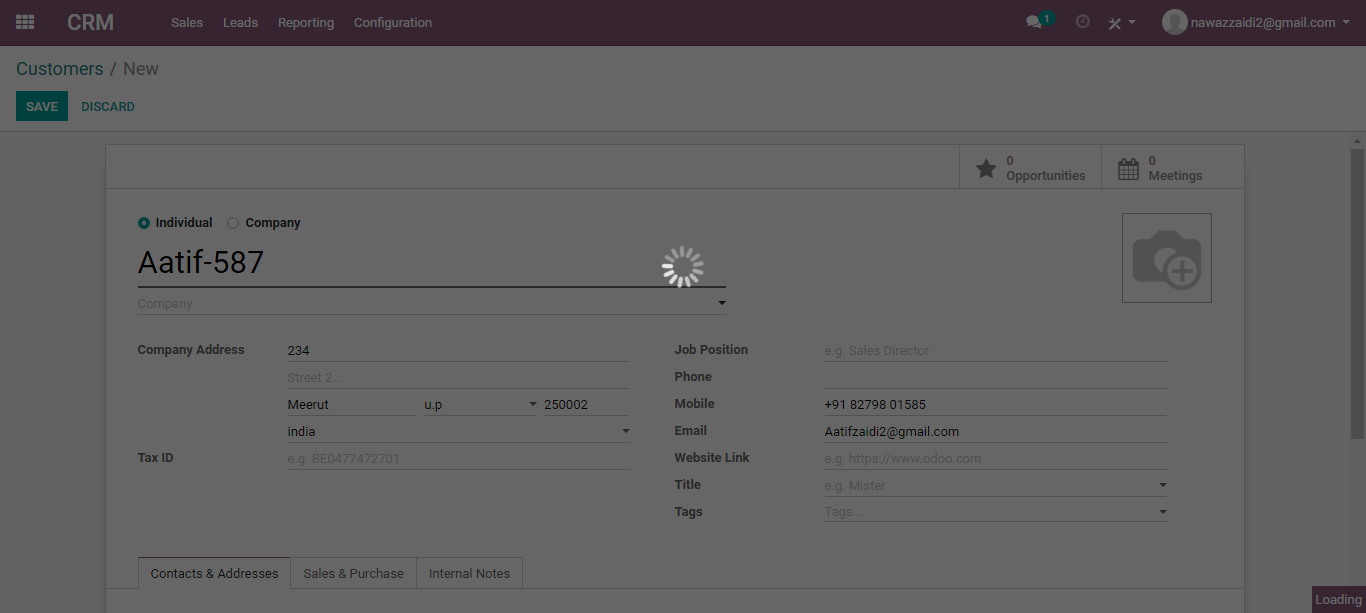 CRM Sales Leads Reporting Configuration 1 nawazzaidi2@gmail.com
Customers / New
SAVE DISCARD
0 Opportunities
0 Meetings
Individual Company
Aatif-587
Company
Company Address 234
Street 2...
Meerut u.p 250002
india
Tax ID e.g. BE0477472701
Job Position e.g. Sales Director
Phone
Mobile +91 82798 01585
Email Aatifzaidi2@gmail.com
Website Link e.g. https://www.odoo.com
Title e.g. Mister
Tags Tags...
Contacts & Addresses Sales & Purchase Internal Notes
Loading